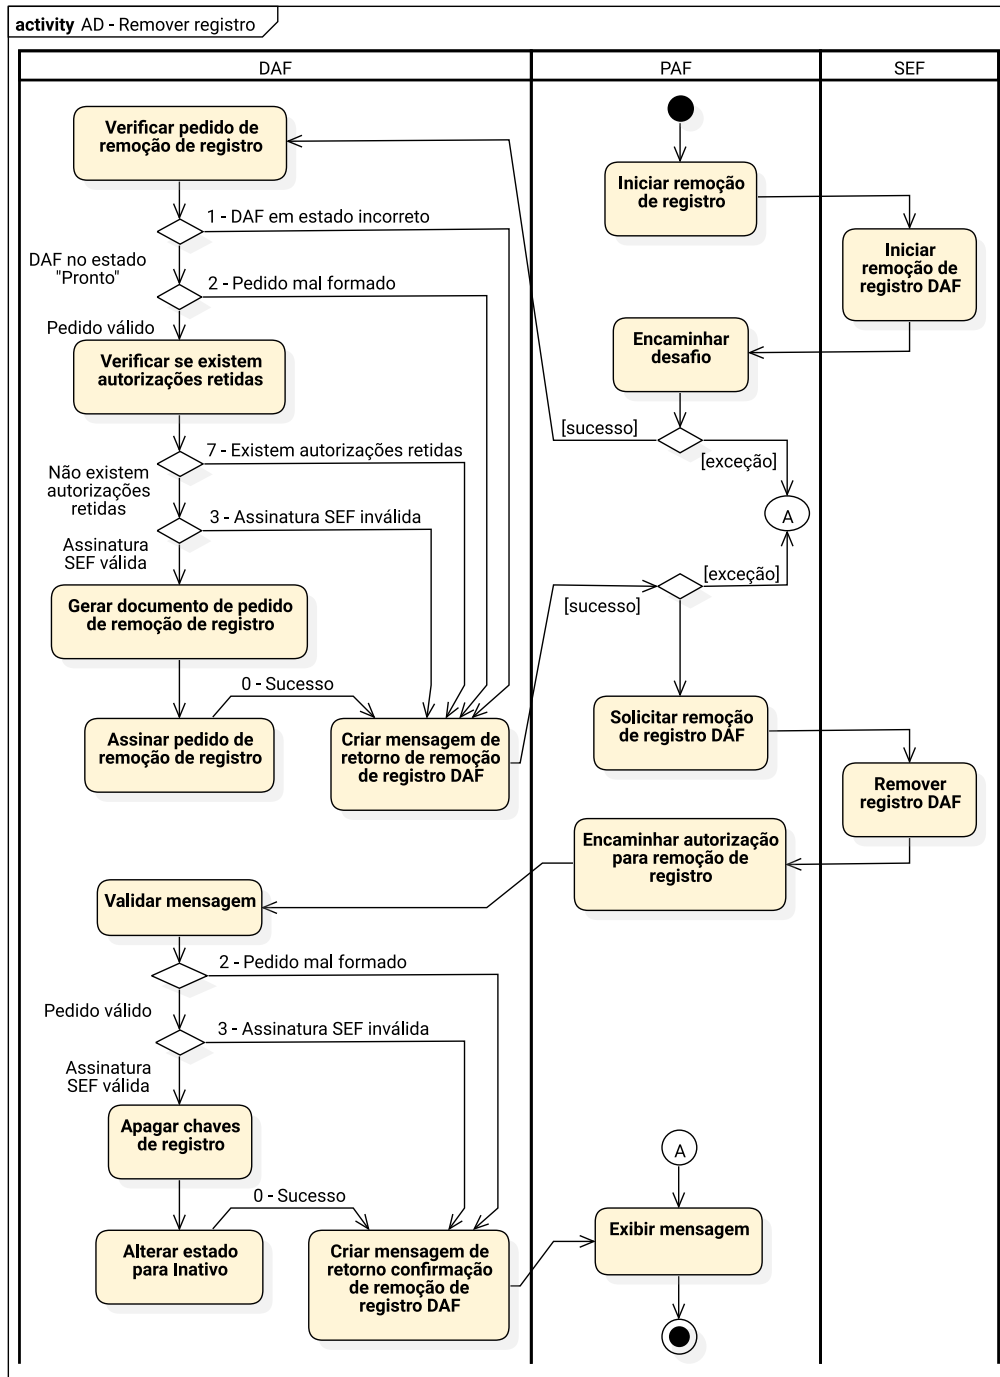 activity AD - Remover registro
DAF
PAF
SEF
Verificar pedido de
remoção de registro
1 - DAF em estado incorreto
DAF no estado
"Pronto"
2 - Pedido mal formado
Pedido válido
Verificar se existem
autorizações retidas
7 - Existem autorizações retidas
Não existem
autorizações
retidas
3 - Assinatura SEF inválida
Assinatura
SEF válida
Gerar documento de pedido
de remoção de registro
0 - Sucesso
Assinar pedido de
remoção de registro
Criar mensagem de
retorno de remoção
de registro DAF
Iniciar remoção
de registro
Iniciar
remoção de
registro DAF
Encaminhar
desafio
[sucesso]
[exceção]
A
[exceção]
[sucesso]
Solicitar remoção
de registro DAF
Remover
registro DAF
Encaminhar autorização
para remoção de
registro
Validar mensagem
2 - Pedido mal formado
Pedido válido
3 - Assinatura SEF inválida
Assinatura
SEF válida
Apagar chaves
de registro
0 - Sucesso
Alterar estado
para Inativo
Criar mensagem de
retorno confirmação
de remoção de
registro DAF
A
Exibir mensagem